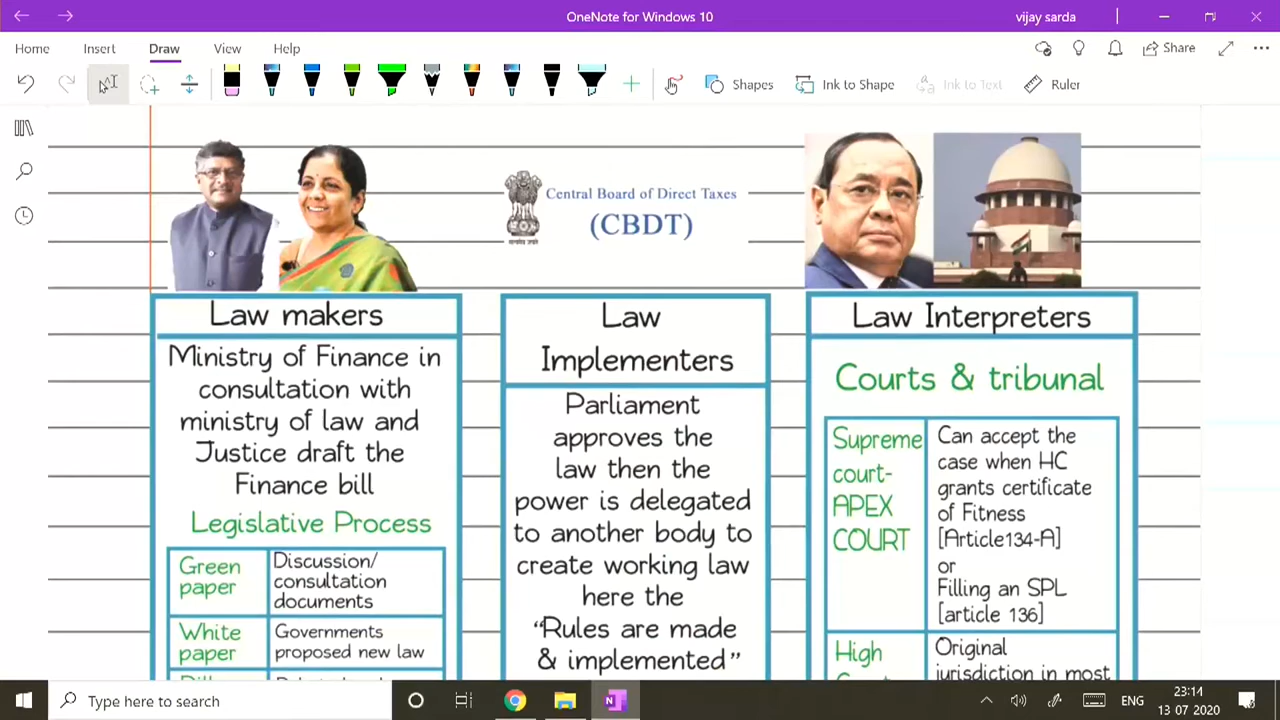 OneNote for Windows 10
vijay sarda
Home
Insert
Draw
View
Help
Share
Shapes
Ink to Shape
Ink to Text
Ruler
Central Board of Direct Taxes
(CBDT)
Law makers
Ministry of Finance in
consultation with
ministry of law and
Justice draft the
Finance bill
Legislative Process
Green
paper
Discussion/
consultation
documents
White
paper
Governments
proposed new law
Law
Implementers
Parliament
approves the
law then the
power is delegated
to another body to
create working law
here the
“Rules are made
& implemented”
Law Interpreters
Courts & tribunal
Supreme
court-
APEX
COURT
Can accept the
case when HC
grants certificate
of Fitness
[Article134-A]
or
Filling an SPL
[article 136]
High
Original
jurisdiction in most
Type here to search
ENG
23:14
13-07-2020